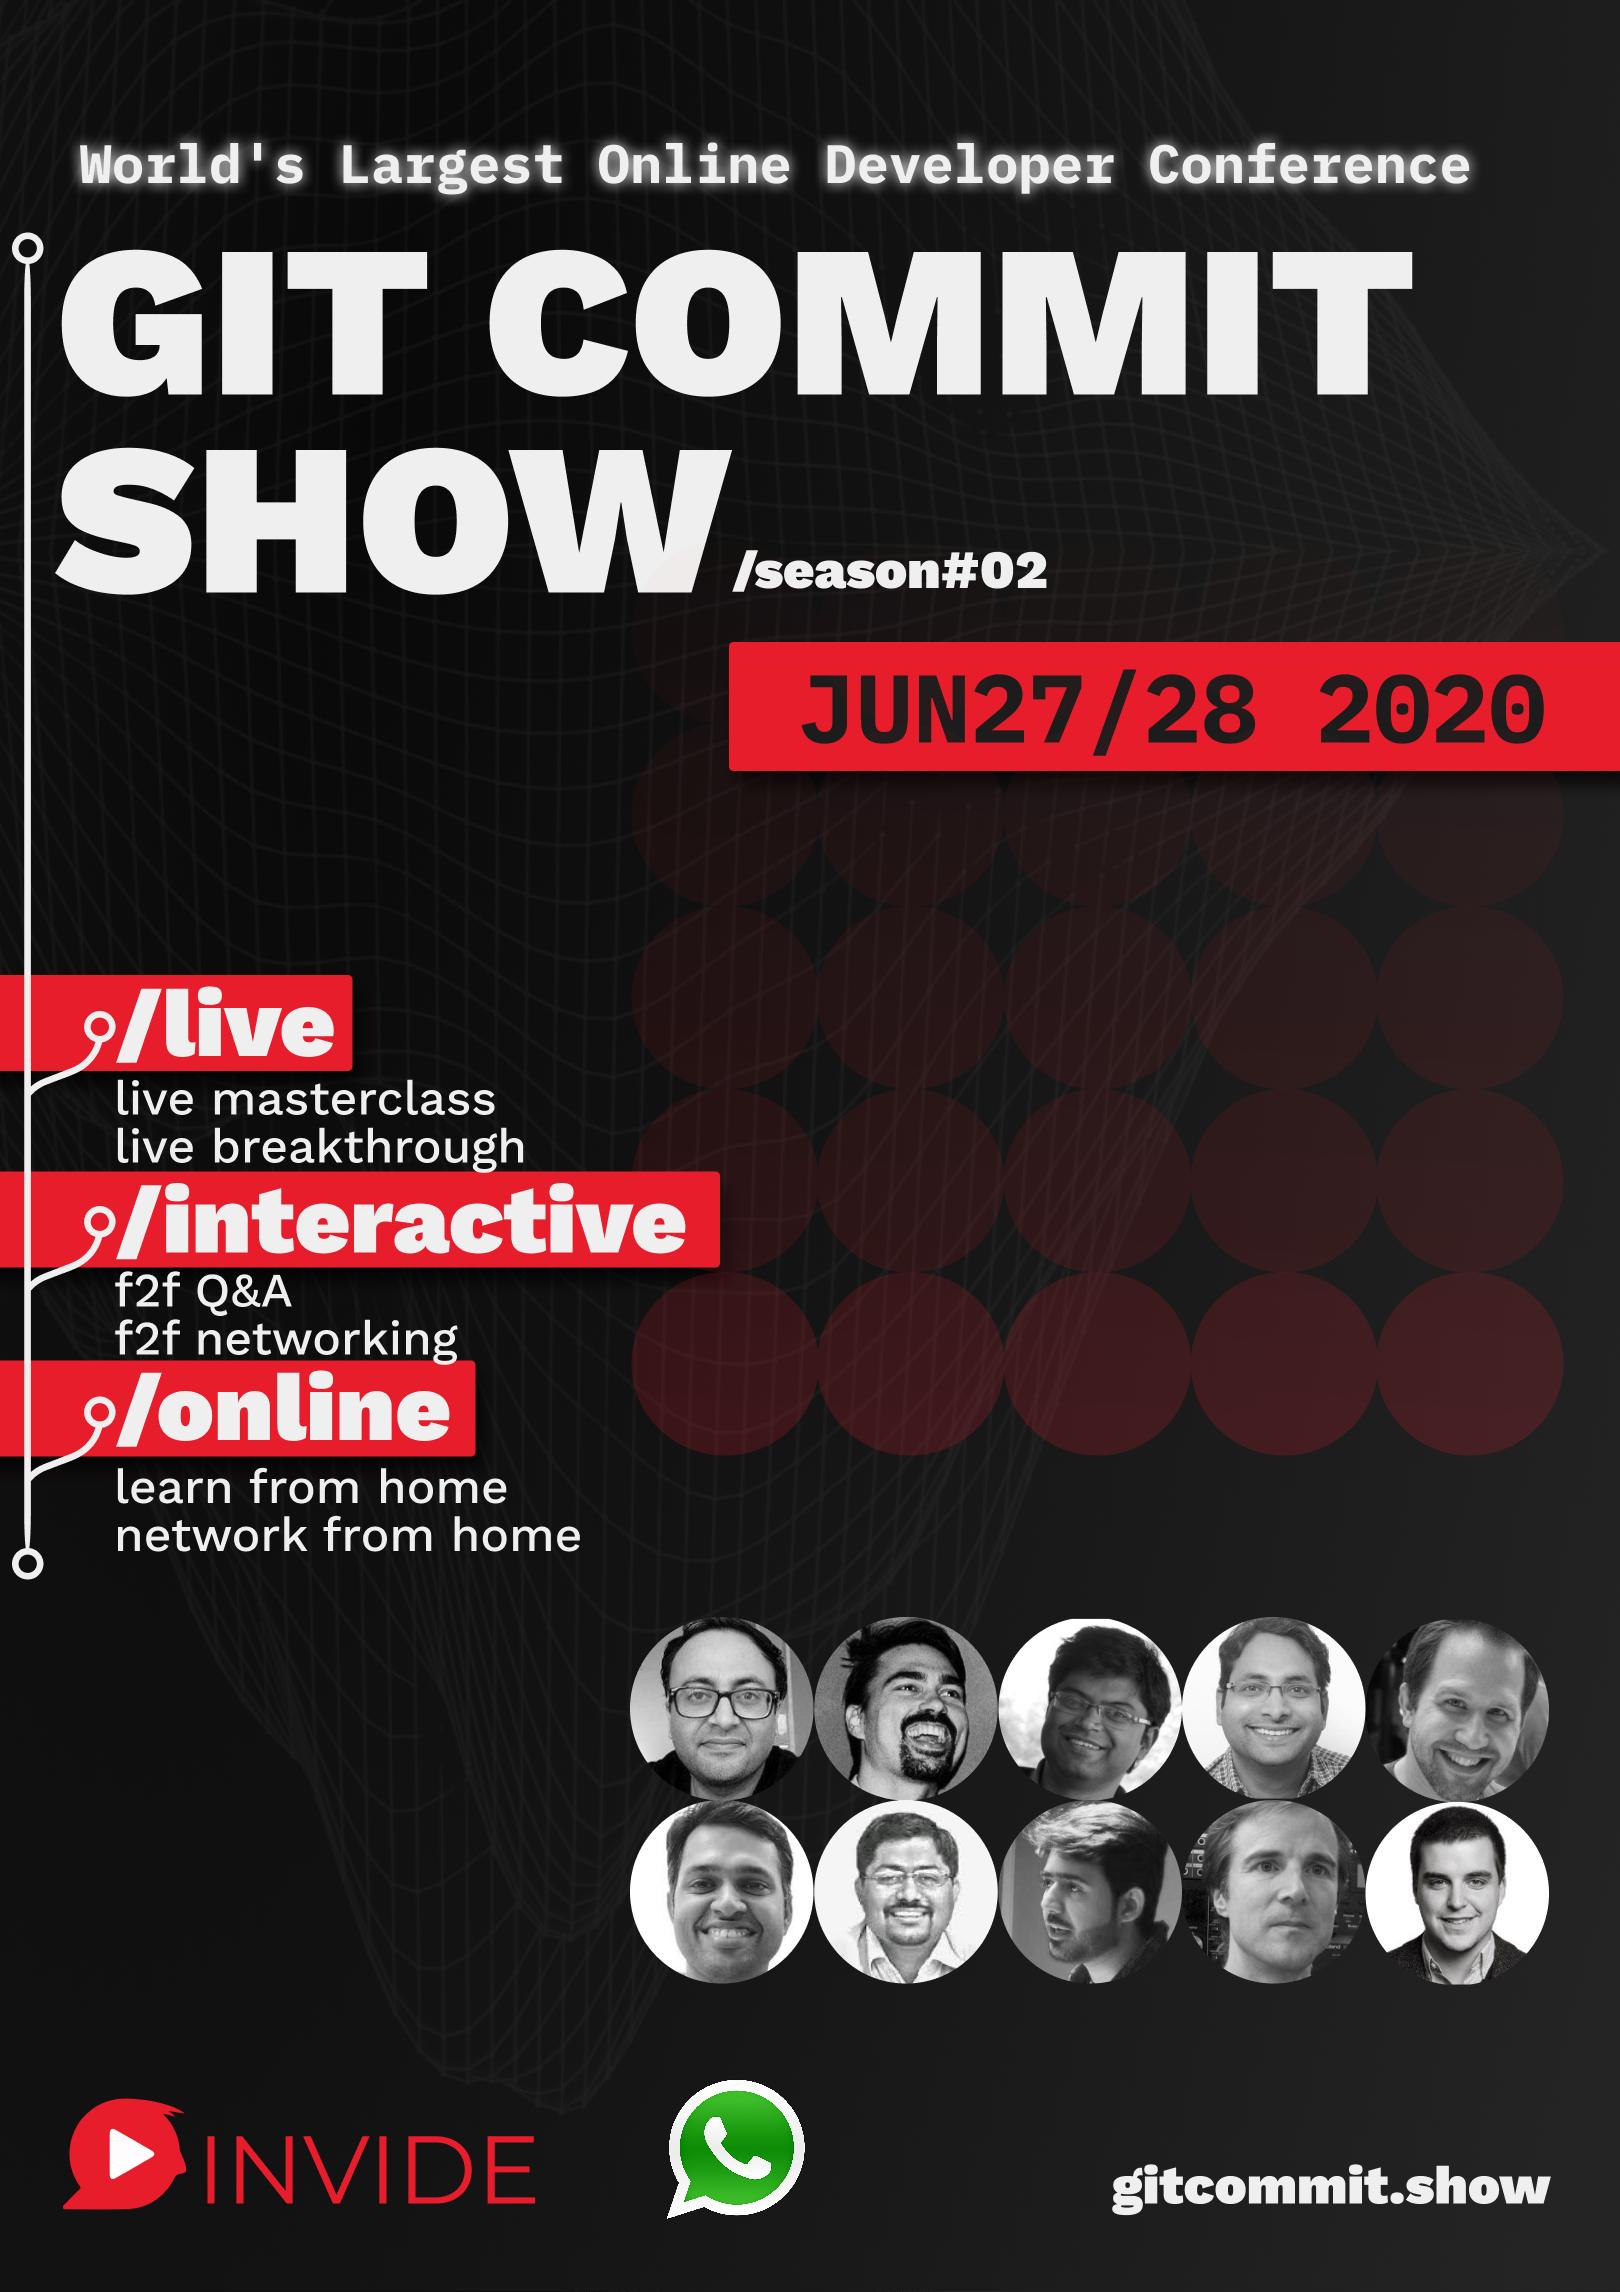 World's Largest Online Developer Conference
GIT COMMIT
SHOW/season#02
JUN27/28 2020
/live
live masterclass
live breakthrough
/interactive
f2f Q&A
f2f networking
/online
learn from home
network from home
INVIDE
gitcommit.show